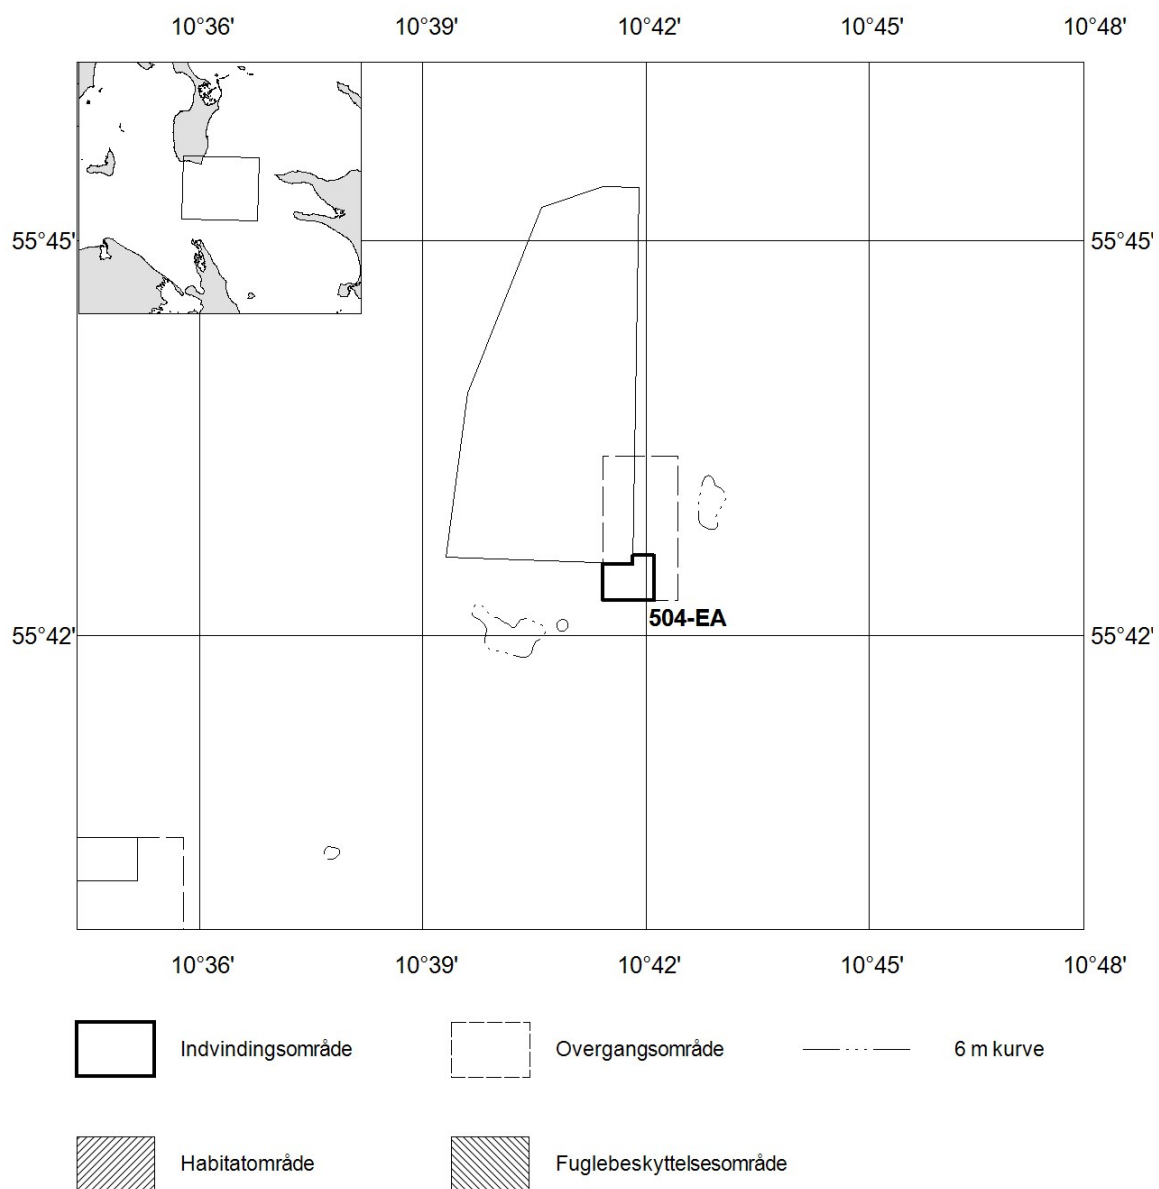 10°36' 10°39' 10°42' 10°45' 10°48'
55°45' 55°45'
504-EA
55°42' 55°42'
10°36' 10°39' 10°42' 10°45' 10°48'
Indvindingsområde Overgangsområde 6 m kurve
Habitatområde Fuglebeskyttelsesområde